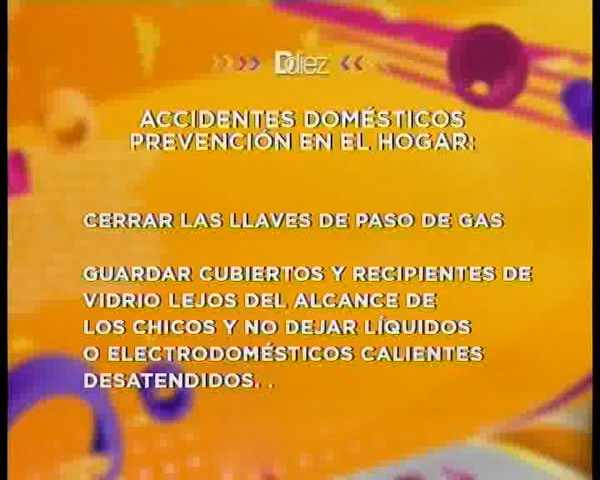 Ddiez
ACCIDENTES DOMÉSTICOS
PREVENCIÓN EN EL HOGAR:
CERRAR LAS LLAVES DE PASO DE GAS
GUARDAR CUBIERTOS Y RECIPIENTES DE
VIDRIO LEJOS DEL ALCANCE DE
LOS CHICOS Y NO DEJAR LÍQUIDOS
O ELECTRODOMÉSTICOS CALIENTES
DESATENDIDOS. .